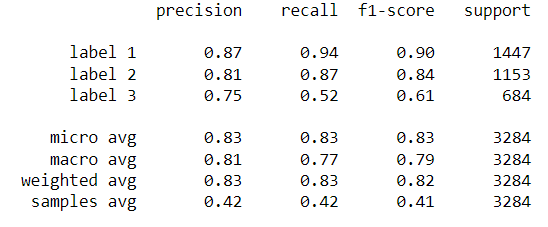 precision recall f1-score support
label 1 0.87 0.94 0.90 1447
label 2 0.81 0.87 0.84 1153
label 3 0.75 0.52 0.61 684
micro avg 0.83 0.83 0.83 3284
macro avg 0.81 0.77 0.79 3284
weighted avg 0.83 0.83 0.82 3284
samples avg 0.42 0.42 0.41 3284